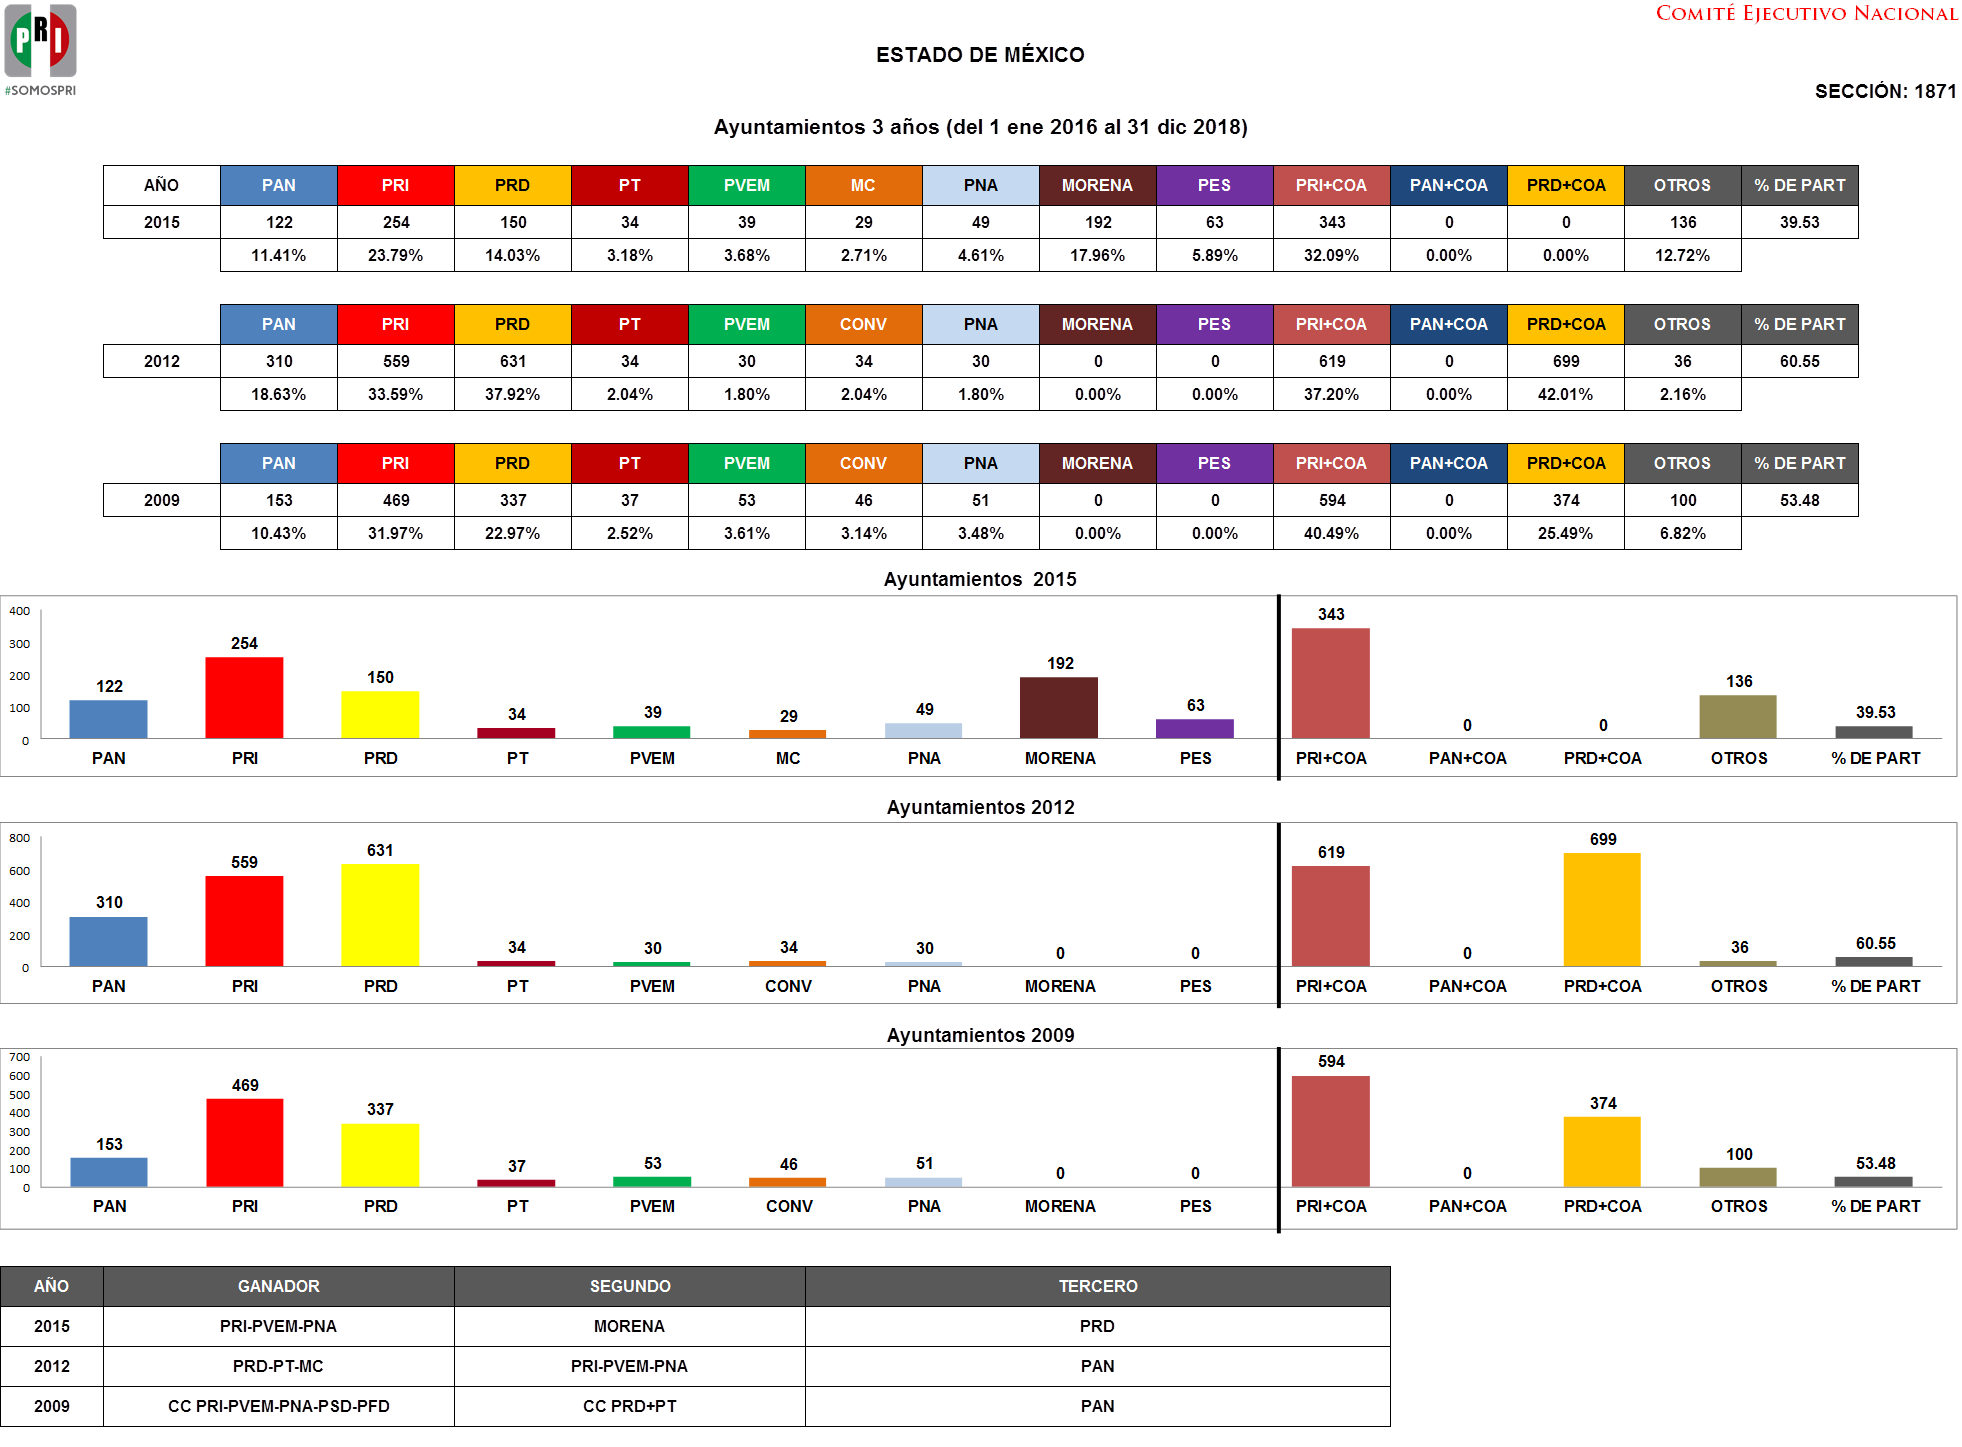 PRI
#SOMOSPRI
COMITÉ EJECUTIVO NACIONAL
ESTADO DE MÉXICO
SECCIÓN: 1871
Ayuntamientos 3 años (del 1 ene 2016 al 31 dic 2018)
AÑO PAN PRI PRD PT PVEM MC PNA MORENA PES PRI+COA PAN+COA PRD+COA OTROS % DE PART
2015 122 254 150 34 39 29 49 192 63 343 0 0 136 39.53
11.41% 23.79% 14.03% 3.18% 3.68% 2.71% 4.61% 17.96% 5.89% 32.09% 0.00% 0.00% 12.72%
PAN PRI PRD PT PVEM CONV PNA MORENA PES PRI+COA PAN+COA PRD+COA OTROS % DE PART
2012 310 559 631 34 30 34 30 0 0 619 0 699 36 60.55
18.63% 33.59% 37.92% 2.04% 1.80% 2.04% 1.80% 0.00% 0.00% 37.20% 0.00% 42.01% 2.16%
PAN PRI PRD PT PVEM CONV PNA MORENA PES PRI+COA PAN+COA PRD+COA OTROS % DE PART
2009 153 469 337 37 53 46 51 0 0 594 0 374 100 53.48
10.43% 31.97% 22.97% 2.52% 3.61% 3.14% 3.48% 0.00% 0.00% 40.49% 0.00% 25.49% 6.82%
Ayuntamientos 2015
400
300
200
100
0
122 254 150 34 39 29 49 192 63 343 0 0 136 39.53
PAN PRI PRD PT PVEM MC PNA MORENA PES PRI+COA PAN+COA PRD+COA OTROS % DE PART
Ayuntamientos 2012
800
600
400
200
0
310 559 631 34 30 34 30 0 0 619 0 699 36 60.55
PAN PRI PRD PT PVEM CONV PNA MORENA PES PRI+COA PAN+COA PRD+COA OTROS % DE PART
Ayuntamientos 2009
700
600
500
400
300
200
100
0
153 469 337 37 53 46 51 0 0 594 0 374 100 53.48
PAN PRI PRD PT PVEM CONV PNA MORENA PES PRI+COA PAN+COA PRD+COA OTROS % DE PART
AÑO GANADOR SEGUNDO TERCERO
2015 PRI-PVEM-PNA MORENA PRD
2012 PRD-PT-MC PRI-PVEM-PNA PAN
2009 CC PRI-PVEM-PNA-PSD-PFD CC PRD+PT PAN